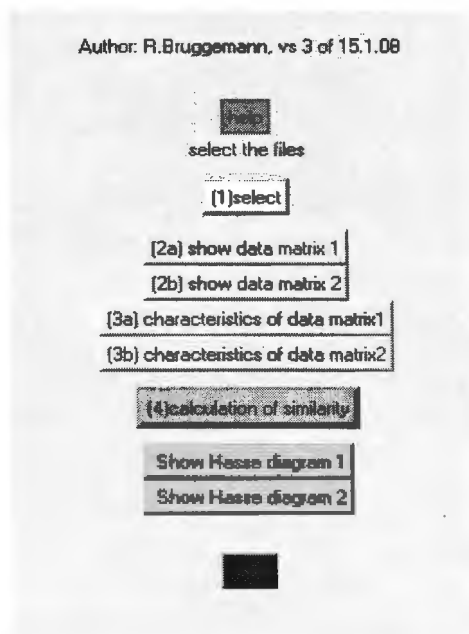 Author: R.Bruggemann, vs 3 of 15.1.08
help
select the files
(1)select
(2a) show data matrix 1
(2b) show data matrix 2
(3a) characteristics of data matrix1
(3b) characteristics of data matrix2
(4)calculation of similarity
Show Hasse diagram 1
Show Hasse diagram 2